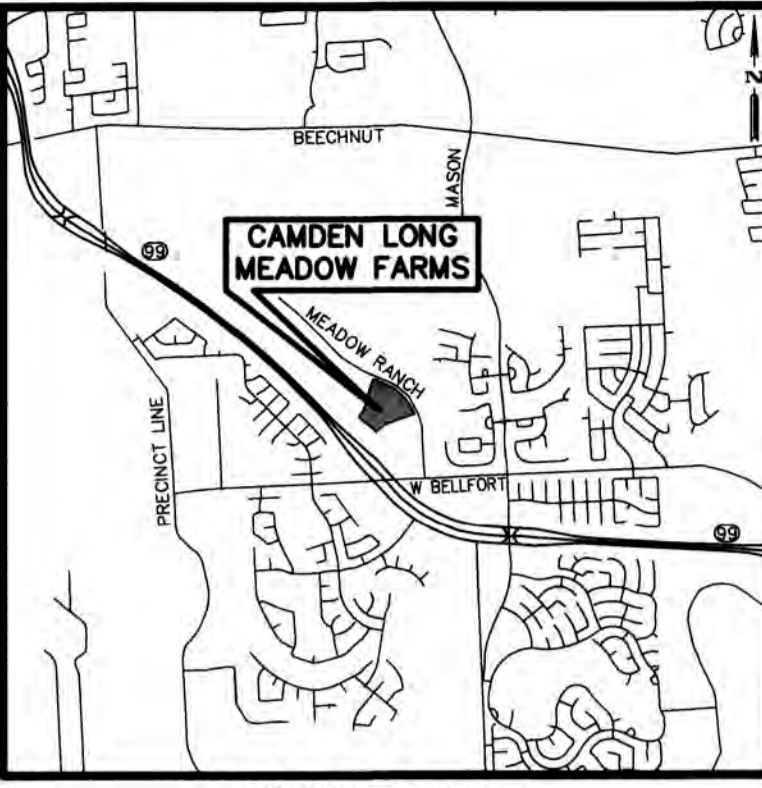 N
BEECHNUT
MASON
99
CAMDEN LONG
MEADOW FARMS
MEADOW RANCH
PRECINCT LINE
W BELLFORT
99